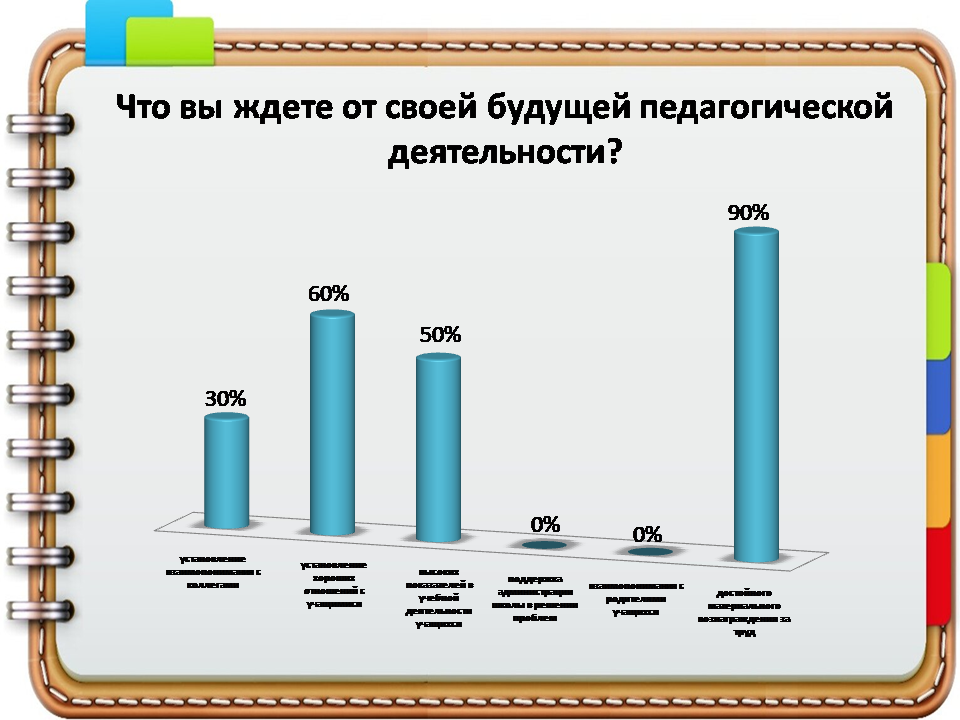 Что вы ждете от своей будущей педагогической
деятельности?
90%
60%
50%
30%
0%
0%
установление
взаимопонимания с
коллегами
установление
хороших
отношений с
учащимися
высоких
показателей в
учебной
деятельности
учащихся
поддержка
администрации
школы в решении
проблем
взаимопонимания с
родителями
учащихся
достойного
материального
вознаграждения за
труд